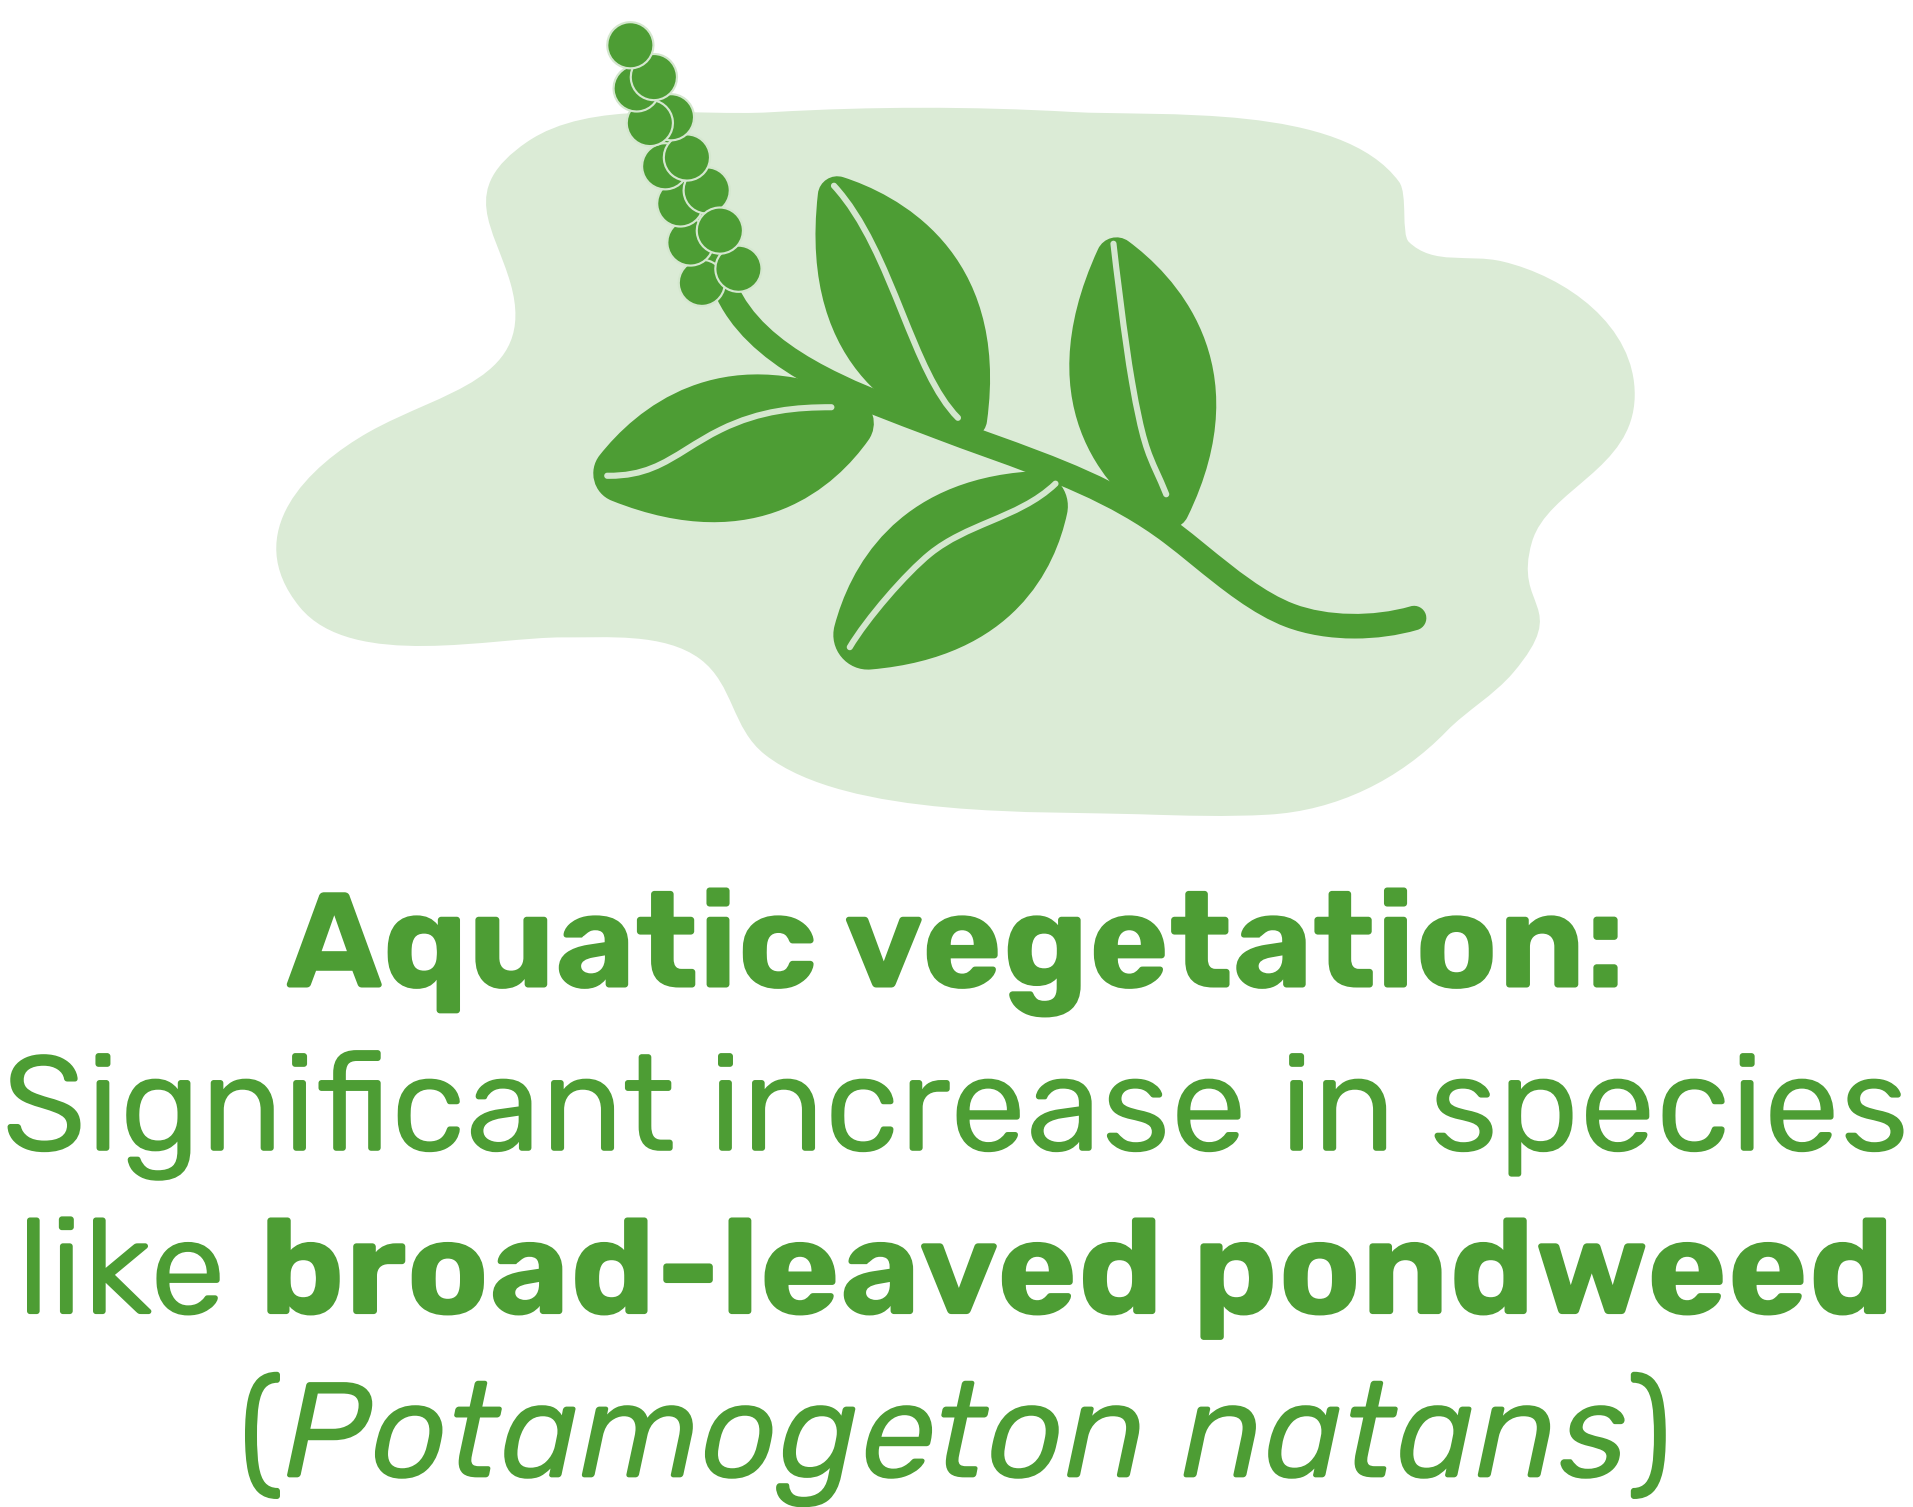 Aquatic vegetation:
Significant increase in species
like broad-leaved pondweed
(Potamogeton natans)